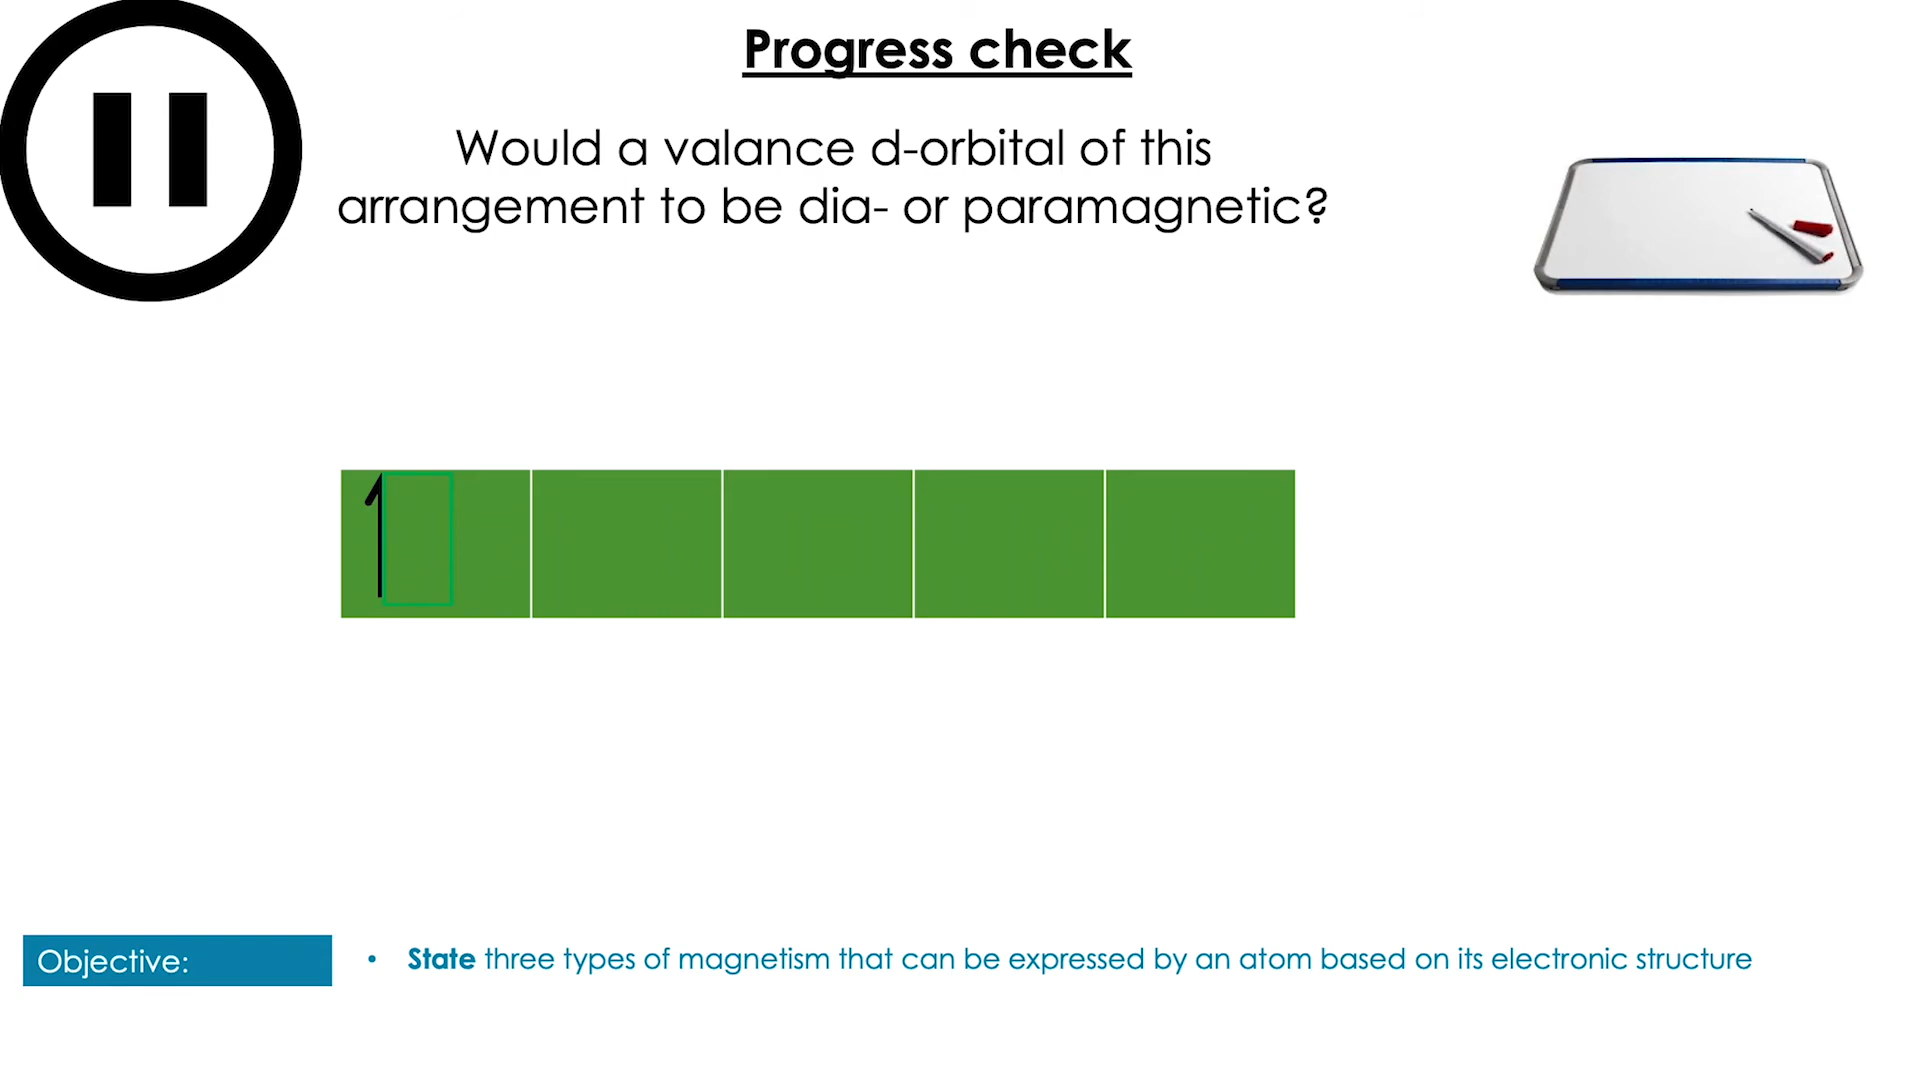 Progress check
Would a valance d-orbital of this
arrangement to be dia- or paramagnetic?
Objective:
• State three types of magnetism that can be expressed by an atom based on its electronic structure